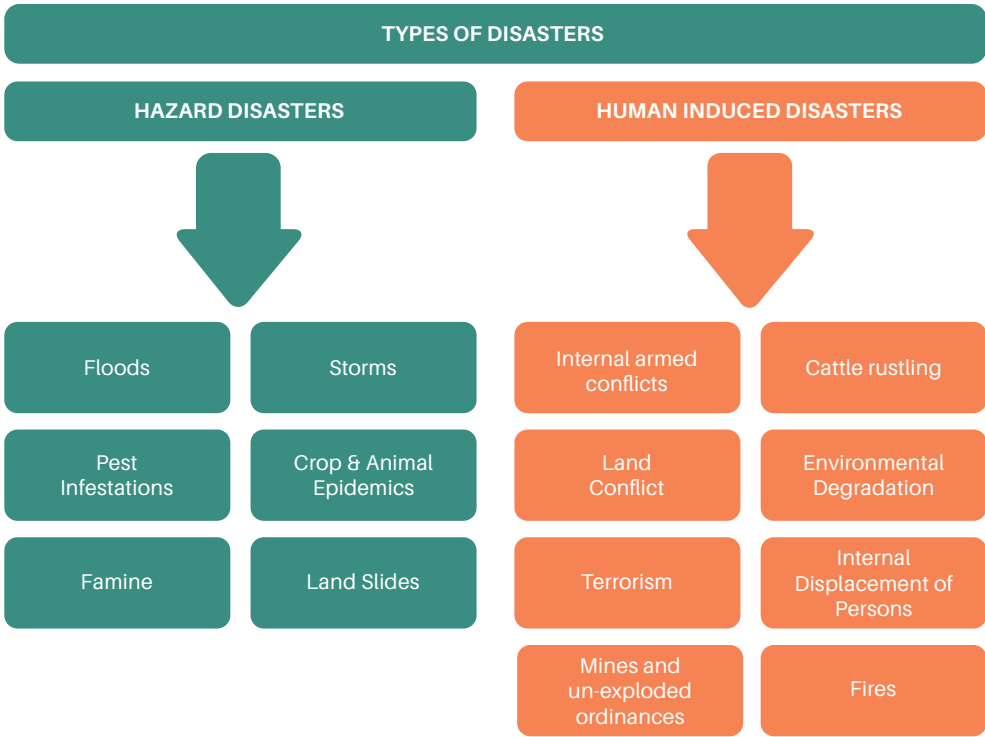 TYPES OF DISASTERS
HAZARD DISASTERS
HUMAN INDUCED DISASTERS
Floods
Storms
Internal armed
conflicts
Cattle rustling
Pest
Infestations
Crop & Animal
Epidemics
Land
Conflict
Environmental
Degradation
Famine
Land Slides
Terrorism
Internal
Displacement of
Persons
Mines and
un-exploded
ordinances
Fires